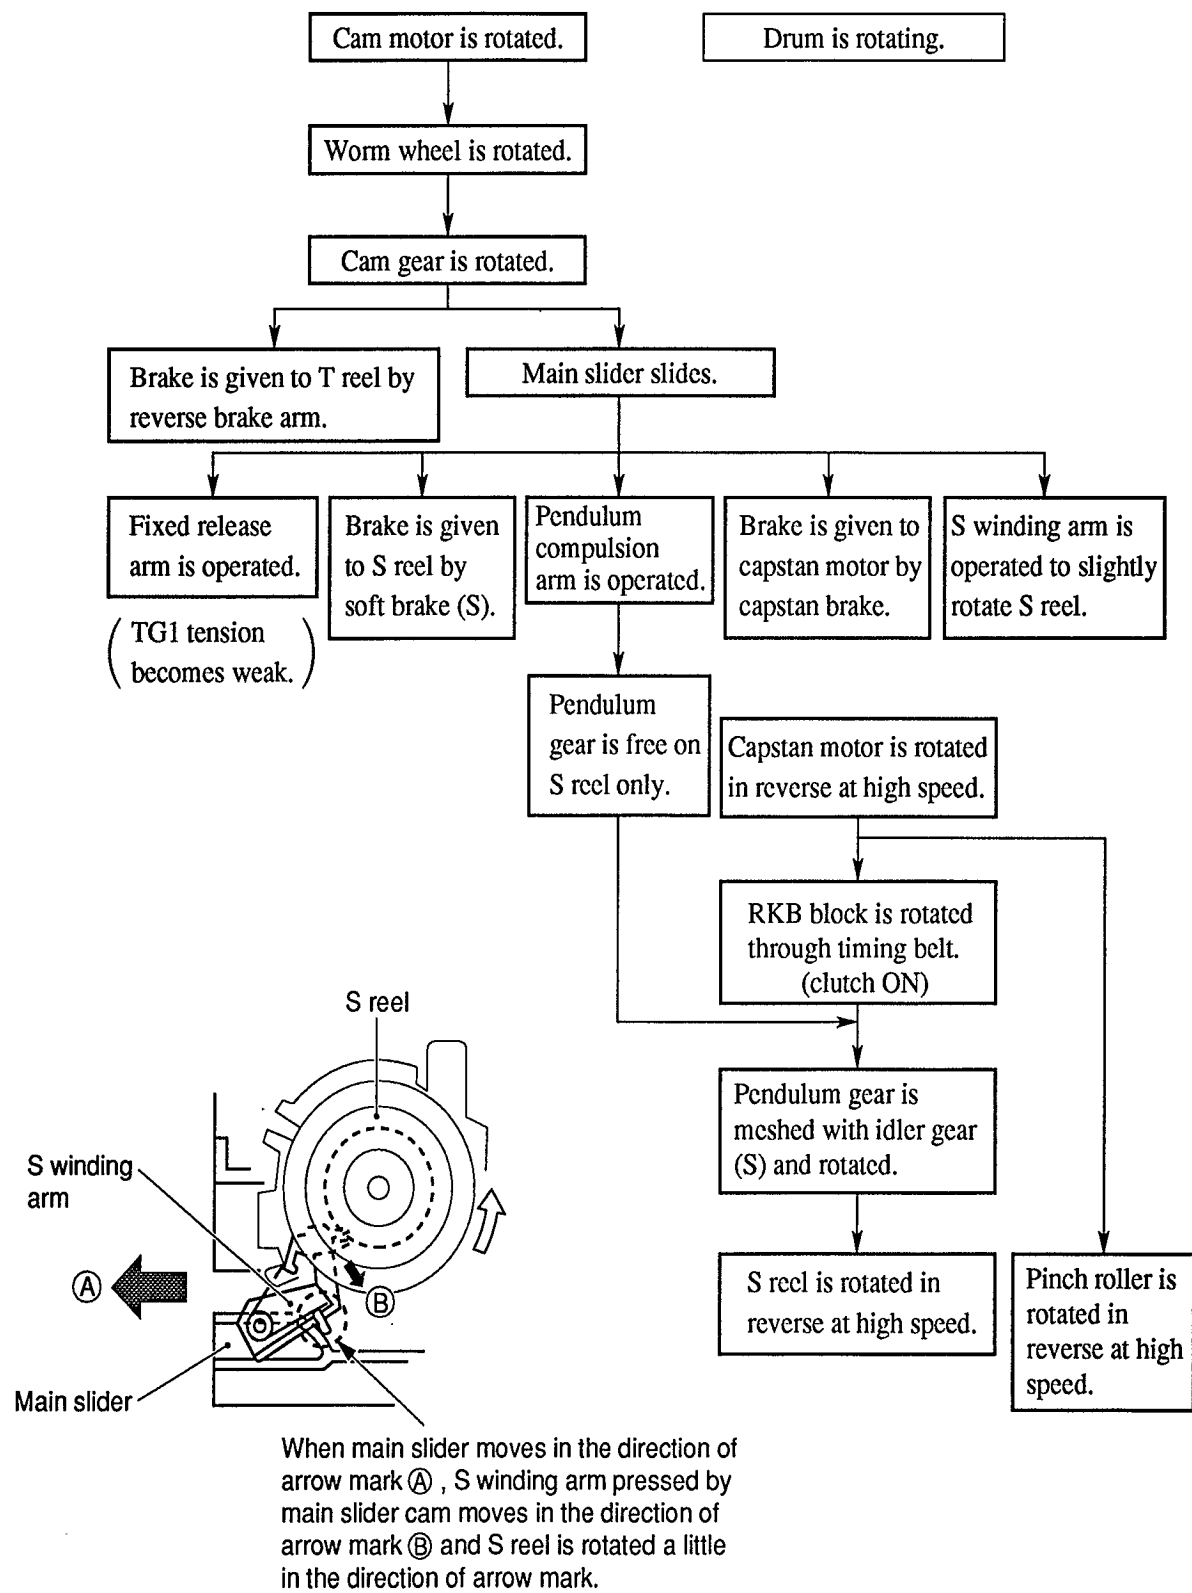 Cam motor is rotated.
Drum is rotating.
Worm wheel is rotated.
Cam gear is rotated.
Brake is given to T reel by
reverse brake arm.
Main slider slides.
Fixed release
arm is operated.
(TG1 tension
becomes weak.)
Brake is given
to S reel by
soft brake (S).
Pendulum
compulsion
arm is operated.
Brake is given to
capstan motor by
capstan brake.
S winding arm is
operated to slightly
rotate S reel.
Pendulum
gear is free on
S reel only.
Capstan motor is rotated
in reverse at high speed.
RKB block is rotated
through timing belt.
(clutch ON)
Pendulum gear is
meshed with idler gear
(S) and rotated.
S reel is rotated in
reverse at high speed.
Pinch roller is
rotated in
reverse at high
speed.
S reel
S winding
arm
Ⓐ
Ⓑ
Main slider
When main slider moves in the direction of
arrow mark Ⓐ , S winding arm pressed by
main slider cam moves in the direction of
arrow mark Ⓑ and S reel is rotated a little
in the direction of arrow mark.